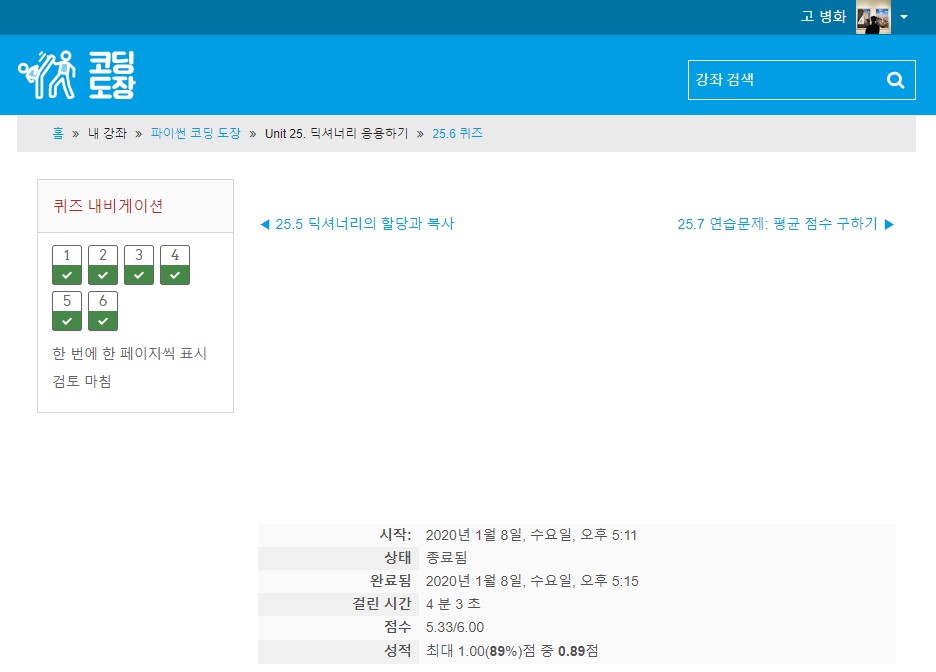 고 병화
코딩
도장
강좌 검색
홈 » 내 강좌 » 파이썬 코딩 도장 » Unit 25. 딕셔너리 응용하기 » 25.6 퀴즈
퀴즈 내비게이션
1 2 3 4
5 6
한 번에 한 페이지씩 표시
검토 마침
◀ 25.5 딕셔너리의 할당과 복사
25.7 연습문제: 평균 점수 구하기 ▶
시작: 2020년 1월 8일, 수요일, 오후 5:11
상태 종료됨
완료됨 2020년 1월 8일, 수요일, 오후 5:15
걸린 시간 4 분 3 초
점수 5.33/6.00
성적 최대 1.00(89%)점 중 0.89점